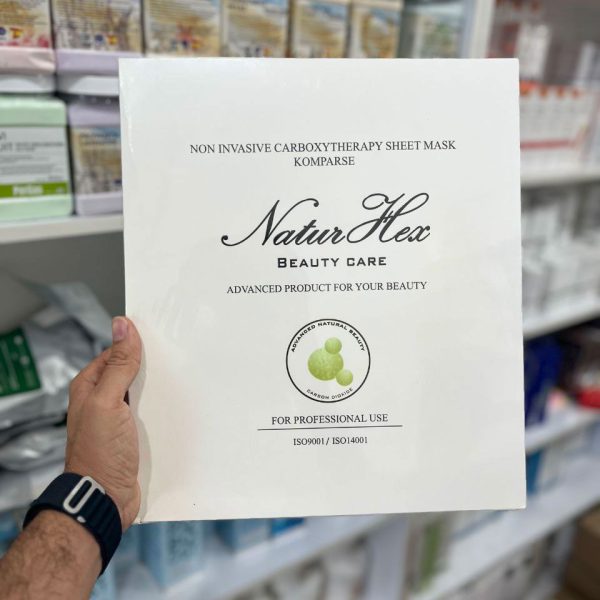 NON INVASIVE CARBOXYTHERAPY SHEET MASK
KOMPARSE
NaturHex
BEAUTY CARE
ADVANCED PRODUCT FOR YOUR BEAUTY
ADVANCED NATURAL BEAUTY
CARBON DIOXIDE
FOR PROFESSIONAL USE
ISO9001/ ISO14001